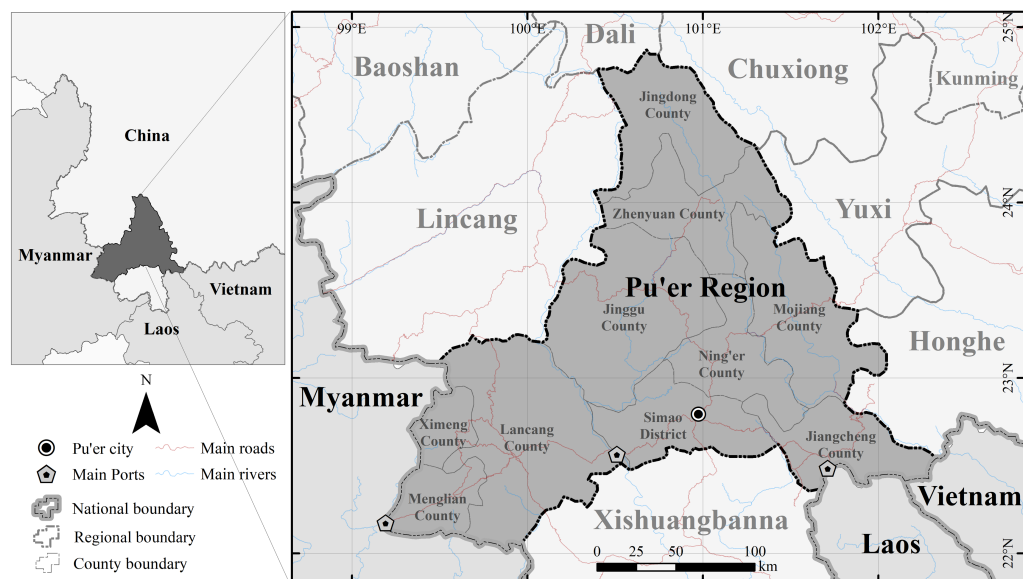 China
Myanmar
Vietnam
Laos
N
Pu'er city
Main roads
Main Ports
Main rivers
National boundary
Regional boundary
County boundary
99°E
100°E
101°E
102°E
25°N
24°N
23°N
22°N
Dali
Baoshan
Chuxiong
Kunming
Jingdong
County
Lincang
Zhenyuan County
Yuxi
Pu'er Region
Jinggu
County
Mojiang
County
Honghe
Ning'er
County
Myanmar
Ximeng
County
Lancang
County
Simao
District
Jiangcheng
County
Menglian
County
Xishuangbanna
Vietnam
Laos
0 25 50 100
km